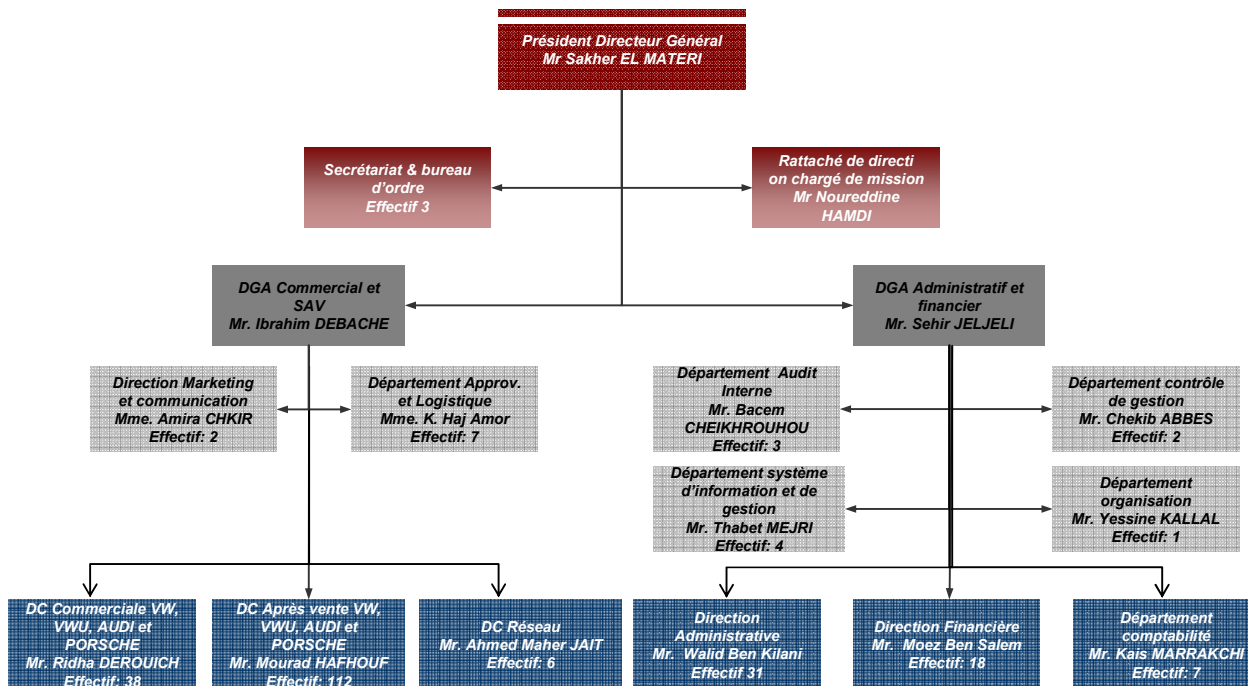 Président Directeur Général
Mr Sakher EL MATERI
Secrétariat & bureau
d'ordre
Effectif 3
Rattaché de directi
on chargé de mission
Mr Noureddine
HAMDI
DGA Commercial et
SAV
Mr. Ibrahim DEBACHE
DGA Administratif et
financier
Mr. Sehir JELJELI
Direction Marketing
et communication
Mme. Amira CHKIR
Effectif: 2
Département Approv.
et Logistique
Mme. K. Haj Amor
Effectif: 7
Département Audit
Interne
Mr. Bacem
CHEIKHROUHOU
Effectif: 3
Département contrôle
de gestion
Mr. Chekib ABBES
Effectif: 2
Département système
d'information et de
gestion
Mr. Thabet MEJRI
Effectif: 4
Département
organisation
Mr. Yessine KALLAL
Effectif: 1
DC Commerciale VW,
VWU, AUDI et
PORSCHE
Mr. Ridha DEROUICH
Effectif: 38
DC Après vente VW,
VWU, AUDI et
PORSCHE
Mr. Mourad HAFHOUF
Effectif: 112
DC Réseau
Mr. Ahmed Maher JAIT
Effectif: 6
Direction
Administrative
Mr. Walid Ben Kilani
Effectif 31
Direction Financière
Mr. Moez Ben Salem
Effectif: 18
Département
comptabilité
Mr. Kais MARRAKCHI
Effectif: 7